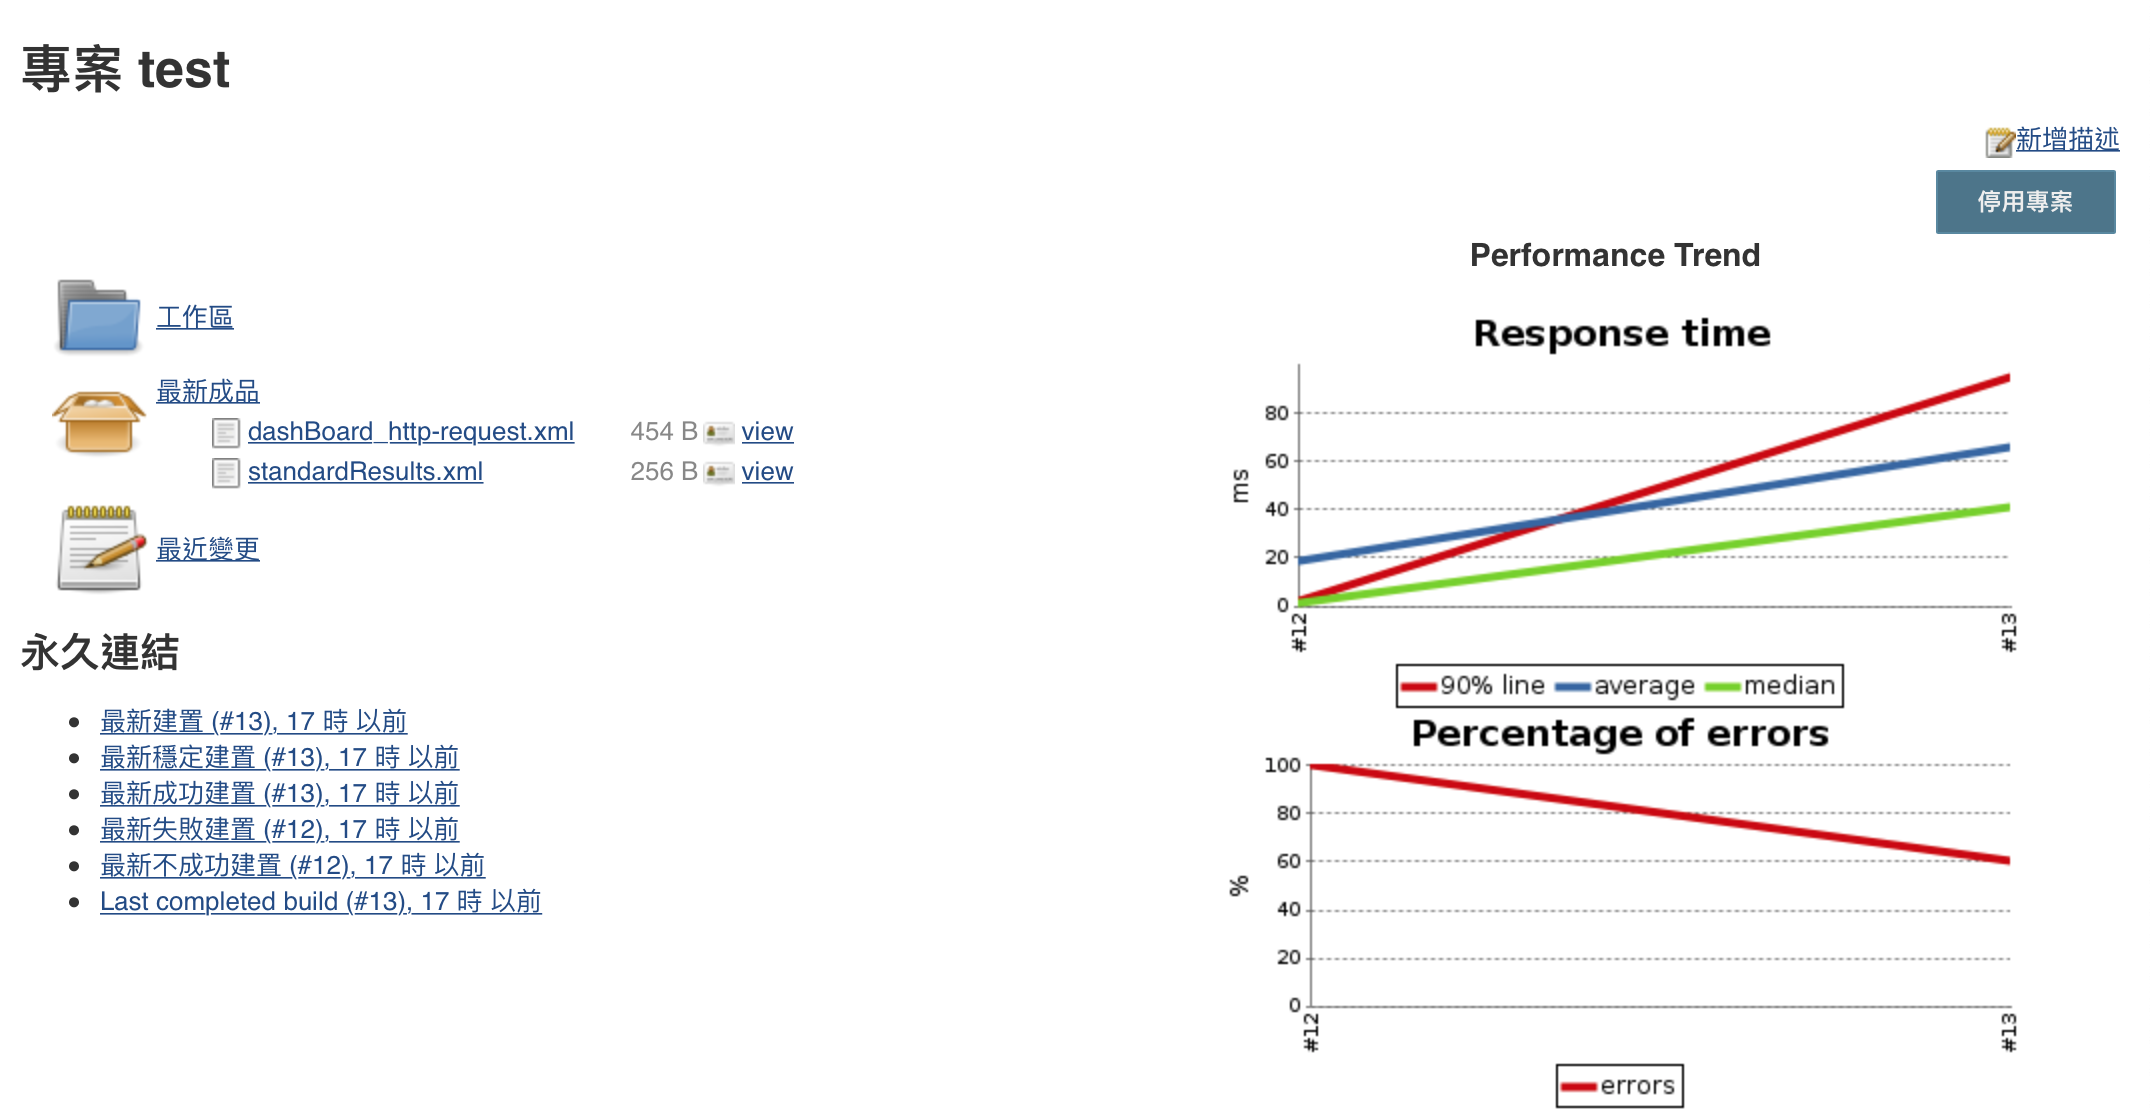 專案 test
新增描述
停用專案
工作區
最新成品
dashBoard_http-request.xml 454 B view
standardResults.xml 256 B view
最近變更
永久連結
最新建置 (#13), 17 時 以前
最新穩定建置 (#13), 17 時 以前
最新成功建置 (#13), 17 時 以前
最新失敗建置 (#12), 17 時 以前
最新不成功建置 (#12), 17 時 以前
Last completed build (#13), 17 時 以前
Performance Trend
Response time
80
60
40
20
0
ms
#12 #13
90% line average median
Percentage of errors
100
80
60
40
20
0
%
#12 #13
errors